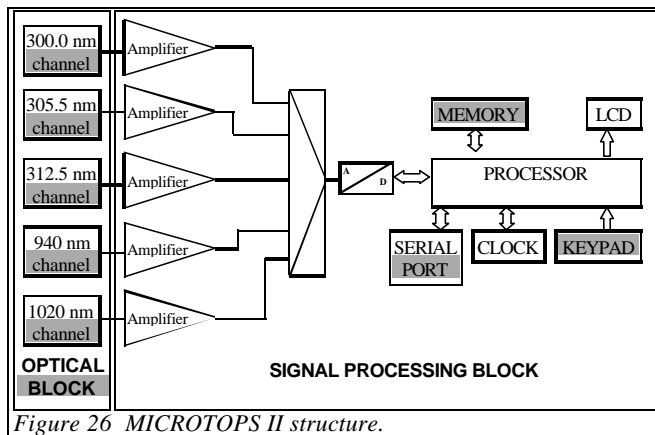 300.0 nm
channel
Amplifier
305.5 nm
channel
Amplifier
312.5 nm
channel
Amplifier
940 nm
channel
Amplifier
1020 nm
channel
Amplifier
A
D
MEMORY
LCD
PROCESSOR
SERIAL
PORT
CLOCK
KEYPAD
OPTICAL
BLOCK
SIGNAL PROCESSING BLOCK
Figure 26 MICROTOPS II structure.